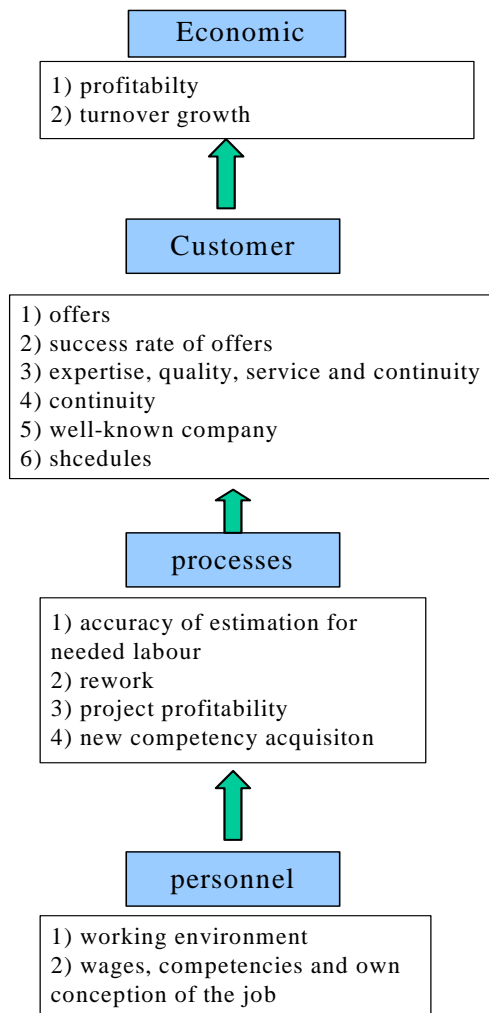 Economic
1) profitabilty
2) turnover growth
Customer
1) offers
2) success rate of offers
3) expertise, quality, service and continuity
4) continuity
5) well-known company
6) shcedules
processes
1) accuracy of estimation for
needed labour
2) rework
3) project profitability
4) new competency acquisiton
personnel
1) working environment
2) wages, competencies and own
conception of the job